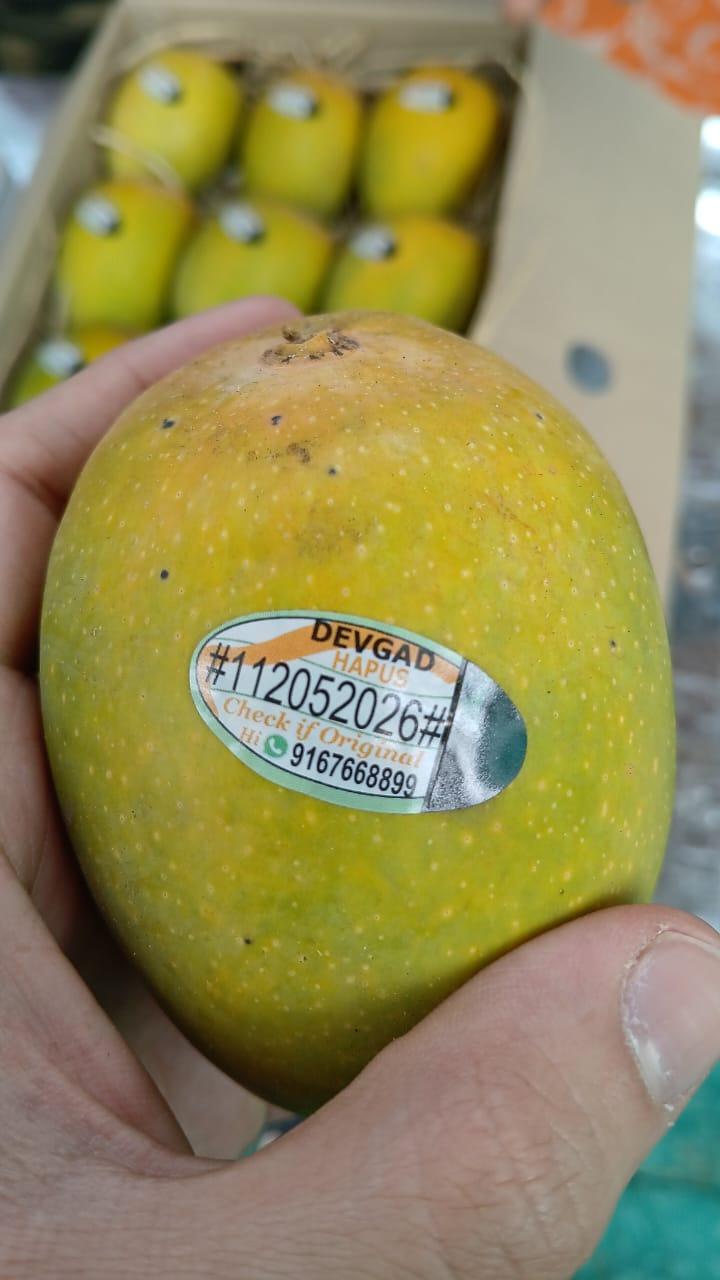 DEVGAD
HAPUS
#112052026#
Check if Original
Hi 9167668899